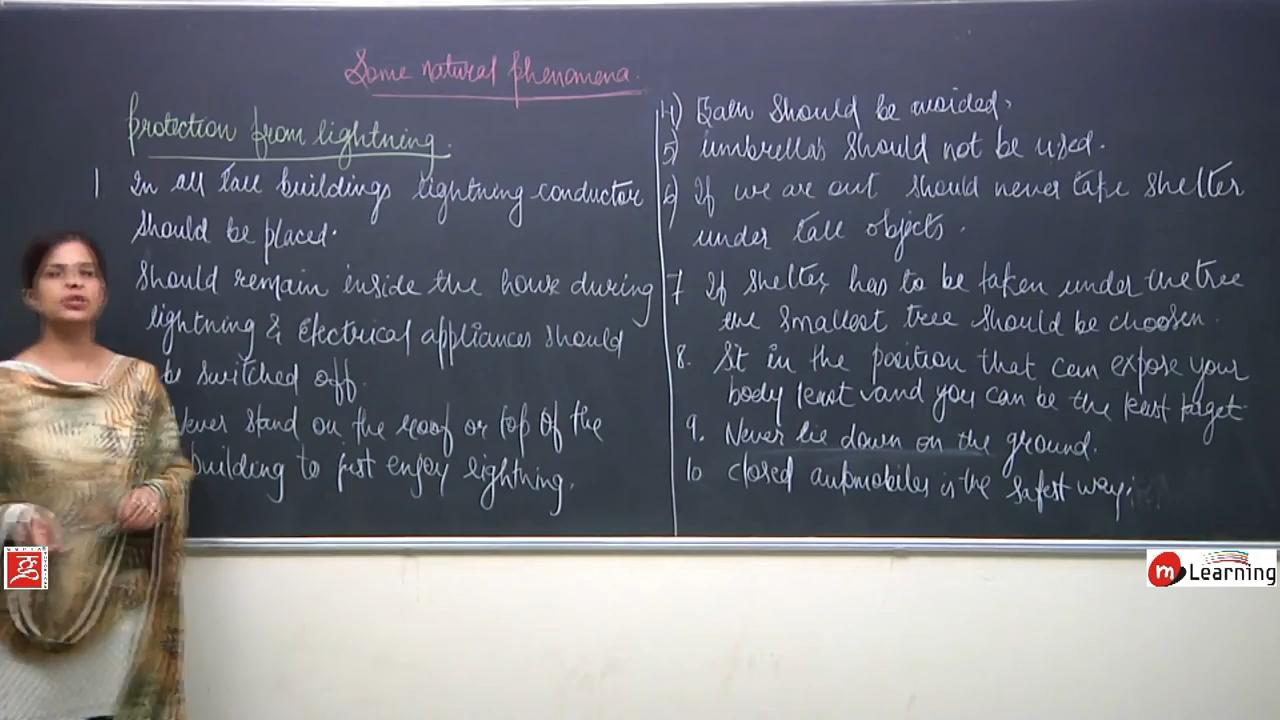 Some natural phenomena.
protection from lightning.
1 In all tall buildings lightning conductor
should be placed.
Should remain inside the house during
lightning & Electrical appliances should
be switched off.
Never stand on the roof or top of the
building to just enjoy lightning.
4) Bath should be avoided.
5) umbrellas should not be used.
6) If we are out should never take shelter
under tall objects.
7 If shelter has to be taken under the tree
the smallest tree should be choosen.
8. Sit in the position that can expose your
body least and you can be the least target
9. Never lie down on the ground.
10 closed automobiles is the safest way.
GUPTA TUTORIALS
m Learning